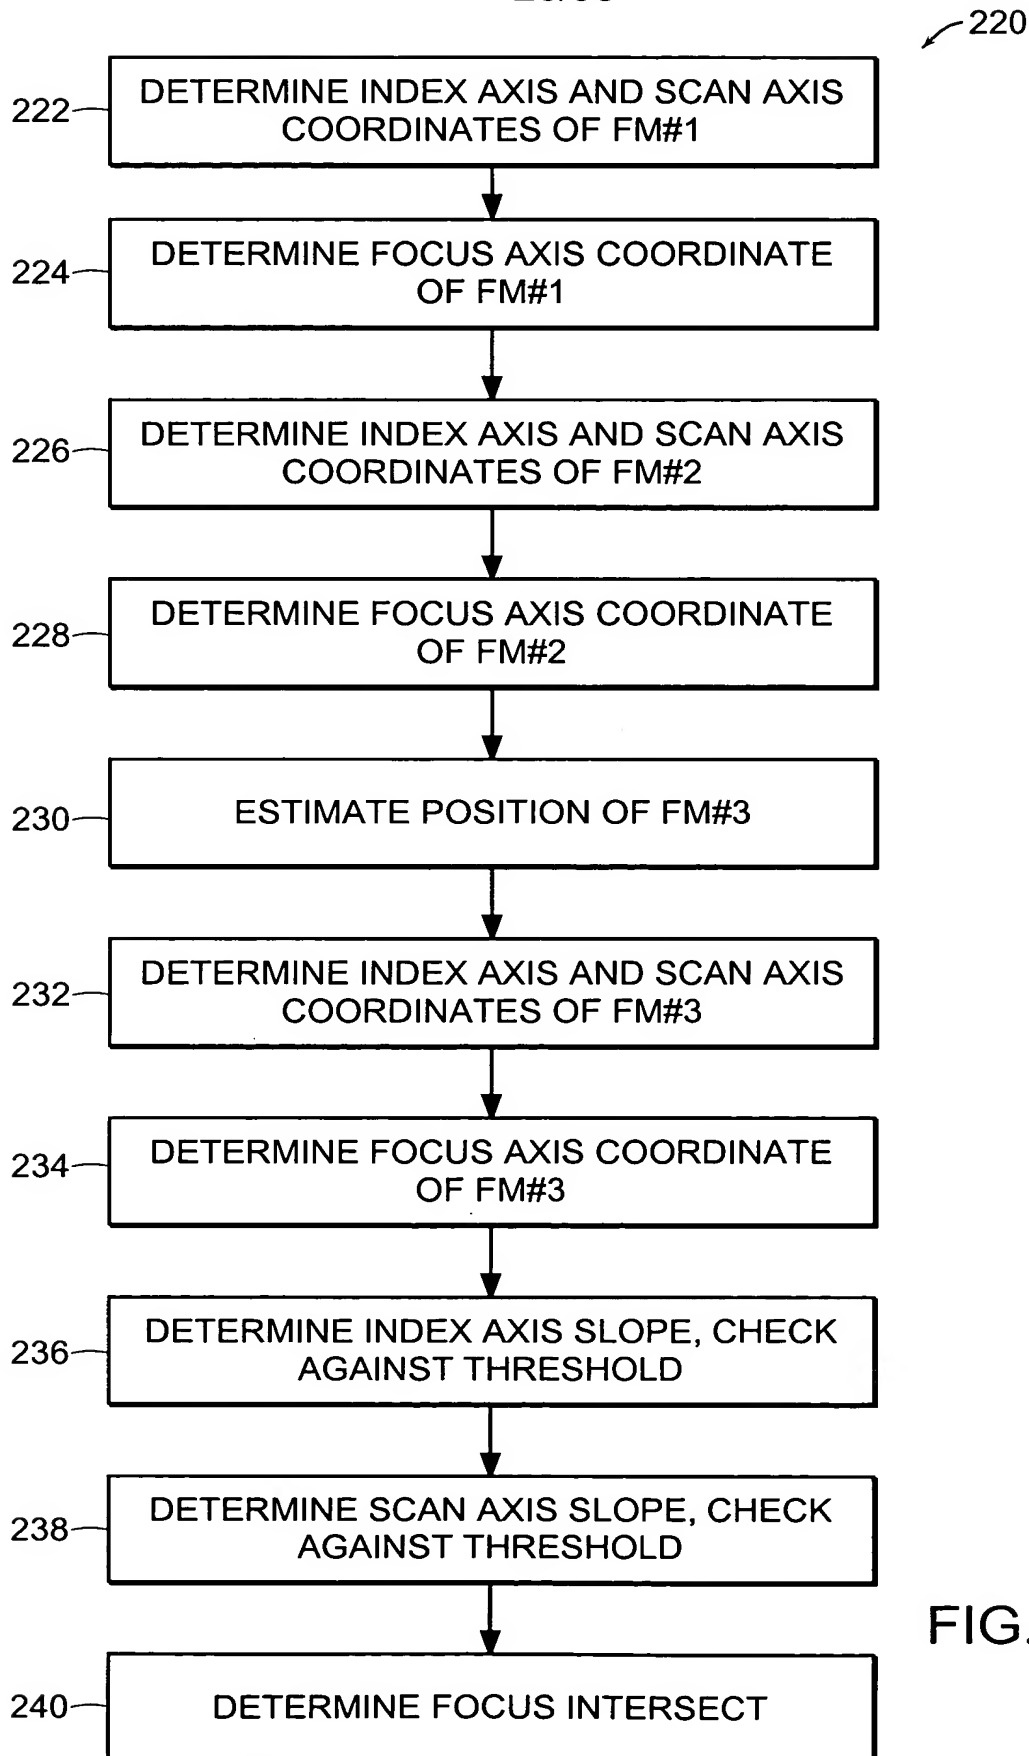 220
222
DETERMINE INDEX AXIS AND SCAN AXIS
COORDINATES OF FM#1
224
DETERMINE FOCUS AXIS COORDINATE
OF FM#1
226
DETERMINE INDEX AXIS AND SCAN AXIS
COORDINATES OF FM#2
228
DETERMINE FOCUS AXIS COORDINATE
OF FM#2
230
ESTIMATE POSITION OF FM#3
232
DETERMINE INDEX AXIS AND SCAN AXIS
COORDINATES OF FM#3
234
DETERMINE FOCUS AXIS COORDINATE
OF FM#3
236
DETERMINE INDEX AXIS SLOPE, CHECK
AGAINST THRESHOLD
238
DETERMINE SCAN AXIS SLOPE, CHECK
AGAINST THRESHOLD
FIG.
240
DETERMINE FOCUS INTERSECT